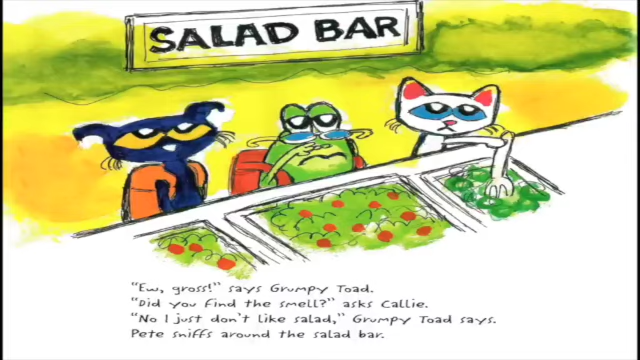 SALAD BAR
"Ew, gross!" says Grumpy Toad.
"Did you find the smell?" asks Callie.
"No I just don't like salad," Grumpy Toad says.
Pete sniffs around the salad bar.